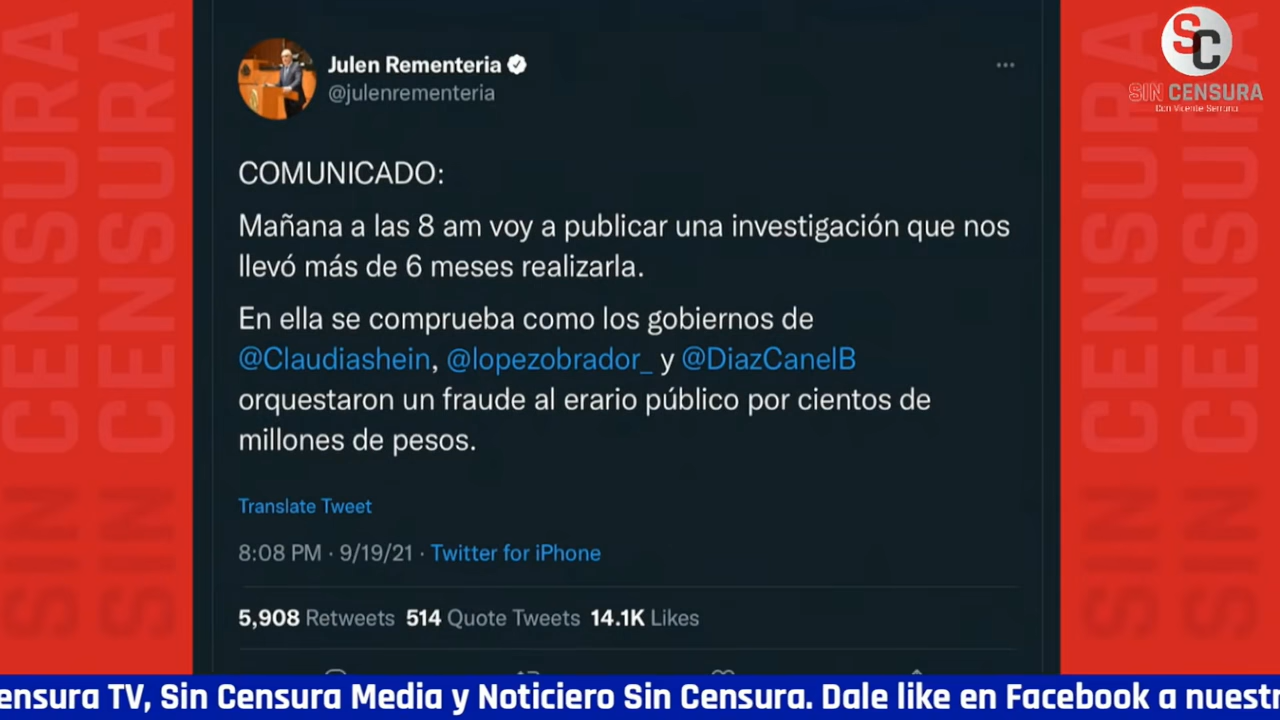 SC
SIN CENSURA
Con Vicente Serrano
Julen Rementeria
@julenrementeria
COMUNICADO:
Mañana a las 8 am voy a publicar una investigación que nos
llevó más de 6 meses realizarla.
En ella se comprueba como los gobiernos de
@Claudiashein, @lopezobrador_ y @DiazCanelB
orquestaron un fraude al erario público por cientos de
millones de pesos.
Translate Tweet
8:08 PM · 9/19/21 · Twitter for iPhone
5,908 Retweets 514 Quote Tweets 14.1K Likes
SIN CENSURA
SIN CENSURA
SIN CENSURA
SIN CENSURA
ensura TV, Sin Censura Media y Noticiero Sin Censura. Dale like en Facebook a nuestr